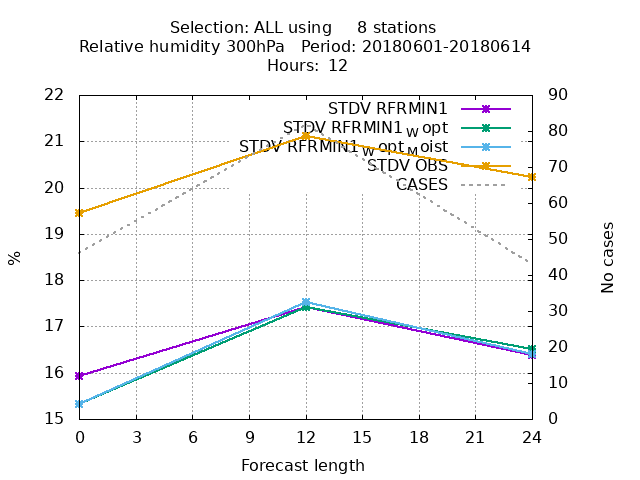 Selection: ALL using     8 stations
Relative humidity 300hPa   Period: 20180601-20180614
Hours: 12
22
21
20
19
18
17
16
15
%
90
80
70
60
50
40
30
20
10
0
No cases
STDV RFRMIN1
STDV RFRMIN1 W opt
STDV RFRMIN1 W opt M oist
STDV OBS
CASES
0 3 6 9 12 15 18 21 24
Forecast length